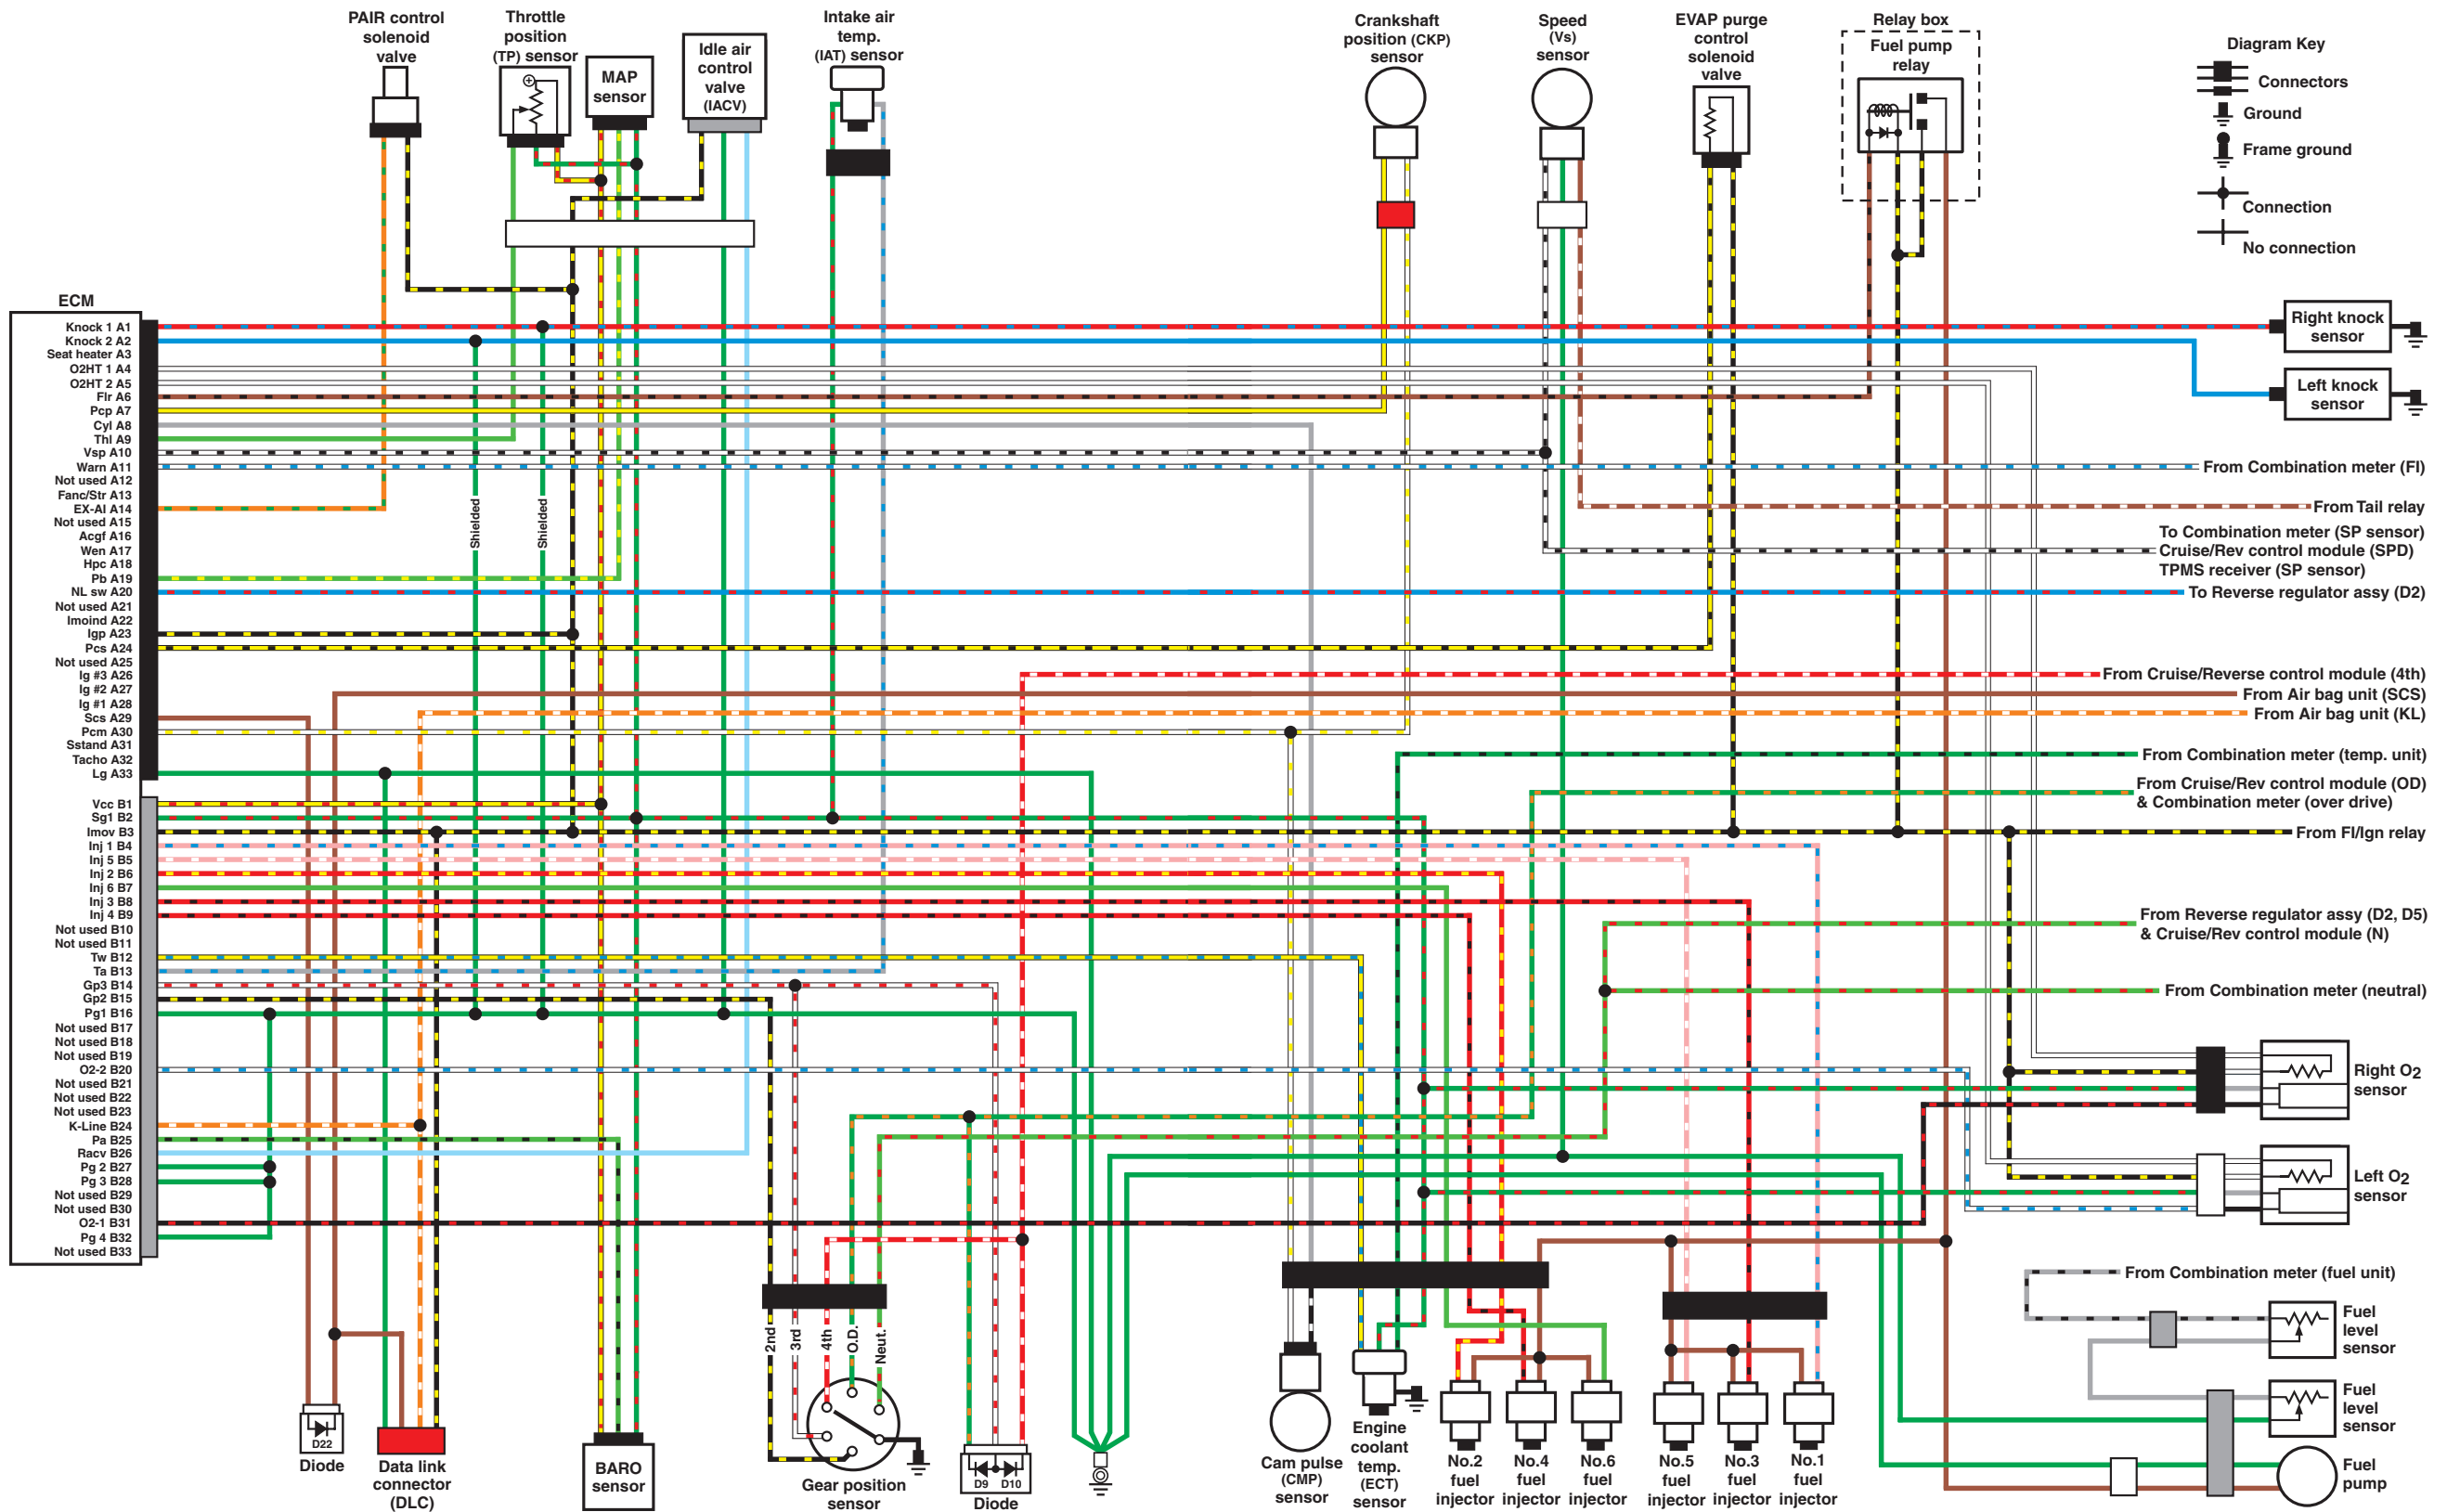 PAIR control
solenoid
valve
Throttle
position
(TP) sensor
MAP
sensor
Idle air
control
valve
(IACV)
Intake air
temp.
(IAT) sensor
Crankshaft
position (CKP)
sensor
Speed
(Vs)
sensor
EVAP purge
control
solenoid
valve
Relay box
Fuel pump
relay
Diagram Key
Connectors
Ground
Frame ground
Connection
No connection
ECM
Knock 1 A1
Knock 2 A2
Seat heater A3
O2HT 1 A4
O2HT 2 A5
Flr A6
Pcp A7
Cyl A8
Thl A9
Vsp A10
Warn A11
Not used A12
Fanc/Str A13
EX-AI A14
Not used A15
Acgf A16
Wen A17
Hpc A18
Pb A19
NL sw A20
Not used A21
Imoind A22
Igp A23
Pcs A24
Not used A25
Ig #3 A26
Ig #2 A27
Ig #1 A28
Scs A29
Pcm A30
Sstand A31
Tacho A32
Lg A33
Vcc B1
Sg1 B2
Imov B3
Inj 1 B4
Inj 5 B5
Inj 2 B6
Inj 6 B7
Inj 3 B8
Inj 4 B9
Not used B10
Not used B11
Tw B12
Ta B13
Gp3 B14
Gp2 B15
Pg1 B16
Not used B17
Not used B18
Not used B19
O2-2 B20
Not used B21
Not used B22
Not used B23
K-Line B24
Pa B25
Racv B26
Pg 2 B27
Pg 3 B28
Not used B29
Not used B30
O2-1 B31
Pg 4 B32
Not used B33
Shielded
Shielded
Right knock
sensor
Left knock
sensor
From Combination meter (FI)
From Tail relay
To Combination meter (SP sensor)
Cruise/Rev control module (SPD)
TPMS receiver (SP sensor)
To Reverse regulator assy (D2)
From Cruise/Reverse control module (4th)
From Air bag unit (SCS)
From Air bag unit (KL)
From Combination meter (temp. unit)
From Cruise/Rev control module (OD)
& Combination meter (over drive)
From FI/Ign relay
From Reverse regulator assy (D2, D5)
& Cruise/Rev control module (N)
From Combination meter (neutral)
Right O2
sensor
Left O2
sensor
From Combination meter (fuel unit)
Fuel
level
sensor
Fuel
level
sensor
Fuel
pump
D22
Diode
Data link
connector
(DLC)
BARO
sensor
2nd
3rd
4th
O.D.
Neut.
Gear position
sensor
D9 D10
Diode
Cam pulse
(CMP)
sensor
Engine
coolant
temp.
(ECT)
sensor
No.2
fuel
injector
No.4
fuel
injector
No.6
fuel
injector
No.5
fuel
injector
No.3
fuel
injector
No.1
fuel
injector